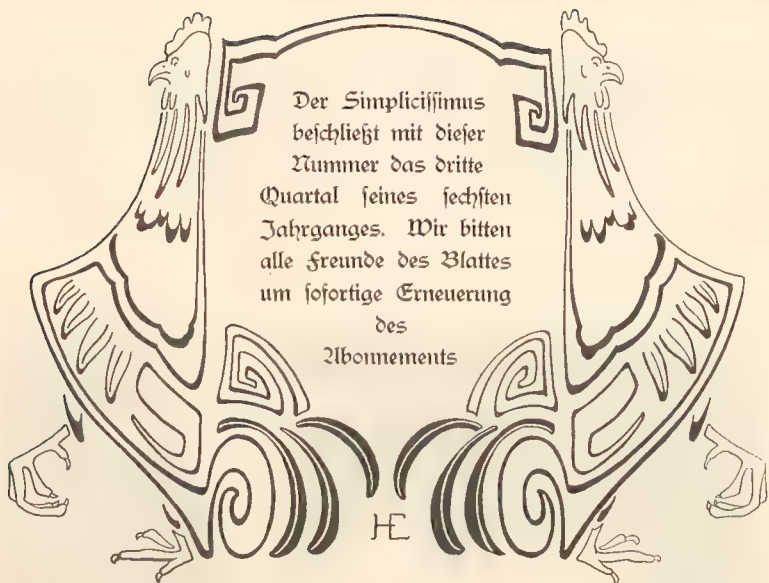 Der Simplicissimus
beschließt mit dieser
Nummer das dritte
Quartal seines sechsten
Jahrganges. Wir bitten
alle Freunde des Blattes
um sofortige Erneuerung
des
Abonnements
HE